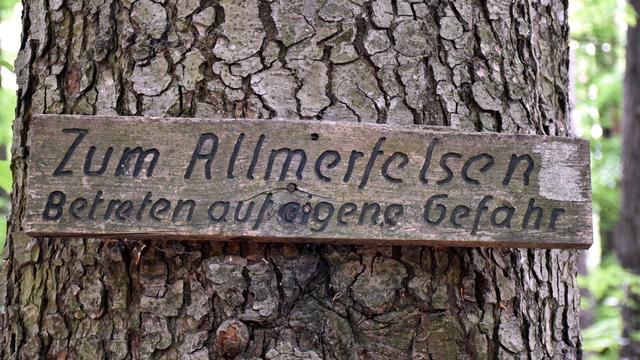 Zum Allmerfelsen
Betreten auf eigene Gefahr